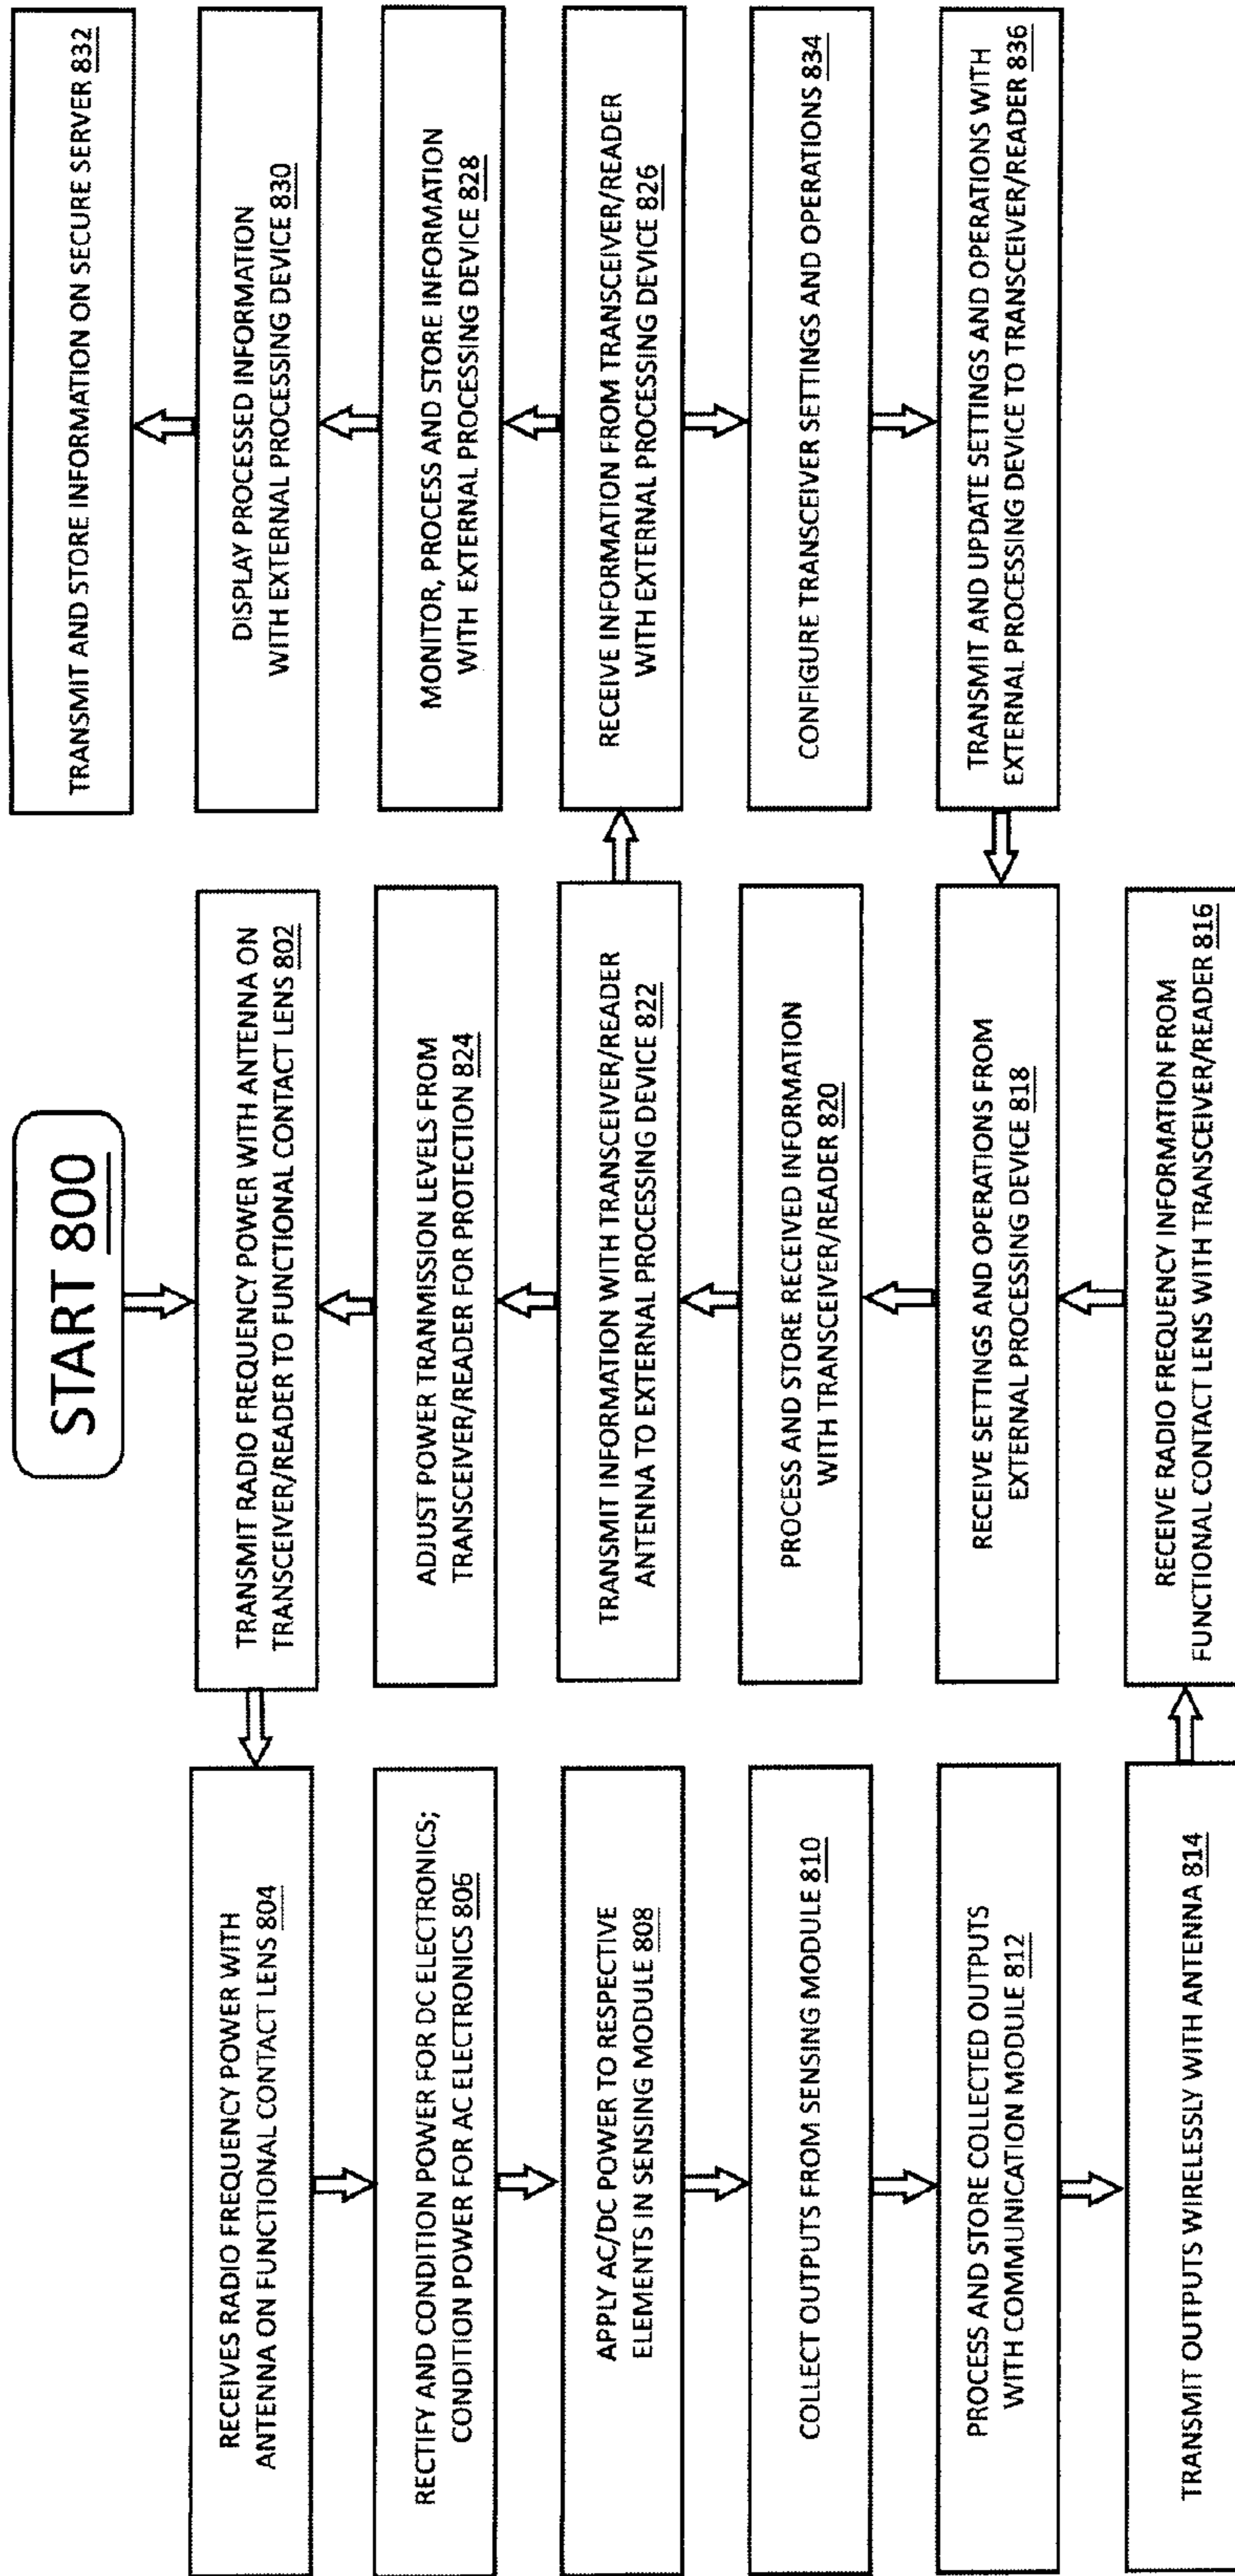 START 800
TRANSMIT RADIO FREQUENCY POWER WITH ANTENNA ON
TRANSCEIVER/READER TO FUNCTIONAL CONTACT LENS 802
RECEIVES RADIO FREQUENCY POWER WITH
ANTENNA ON FUNCTIONAL CONTACT LENS 804
RECTIFY AND CONDITION POWER FOR DC ELECTRONICS;
CONDITION POWER FOR AC ELECTRONICS 806
APPLY AC/DC POWER TO RESPECTIVE
ELEMENTS IN SENSING MODULE 808
COLLECT OUTPUTS FROM SENSING MODULE 810
PROCESS AND STORE COLLECTED OUTPUTS
WITH COMMUNICATION MODULE 812
TRANSMIT OUTPUTS WIRELESSLY WITH ANTENNA 814
RECEIVE RADIO FREQUENCY INFORMATION FROM
FUNCTIONAL CONTACT LENS WITH TRANSCEIVER/READER 816
RECEIVE SETTINGS AND OPERATIONS FROM
EXTERNAL PROCESSING DEVICE 818
PROCESS AND STORE RECEIVED INFORMATION
WITH TRANSCEIVER/READER 820
TRANSMIT INFORMATION WITH TRANSCEIVER/READER
ANTENNA TO EXTERNAL PROCESSING DEVICE 822
ADJUST POWER TRANSMISSION LEVELS FROM
TRANSCEIVER/READER FOR PROTECTION 824
RECEIVE INFORMATION FROM TRANSCEIVER/READER
WITH EXTERNAL PROCESSING DEVICE 826
MONITOR, PROCESS AND STORE INFORMATION
WITH EXTERNAL PROCESSING DEVICE 828
DISPLAY PROCESSED INFORMATION
WITH EXTERNAL PROCESSING DEVICE 830
TRANSMIT AND STORE INFORMATION ON SECURE SERVER 832
CONFIGURE TRANSCEIVER SETTINGS AND OPERATIONS 834
TRANSMIT AND UPDATE SETTINGS AND OPERATIONS WITH
EXTERNAL PROCESSING DEVICE TO TRANSCEIVER/READER 836